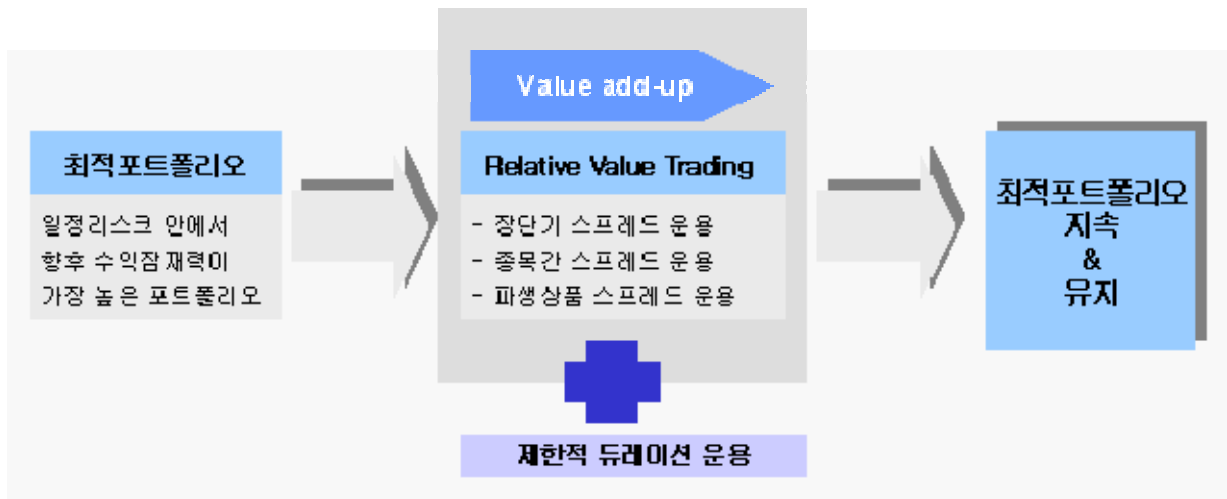 Value add-up
최적포트폴리오
일정리스크 안에서
향후 수익잠재력이
가장 높은 포트폴리오
Relative Value Trading
- 장단기 스프레드 운용
- 종목간 스프레드 운용
- 파생상품 스프레드 운용
제한적 듀레이션 운용
최적포트폴리오
지속
&
유지